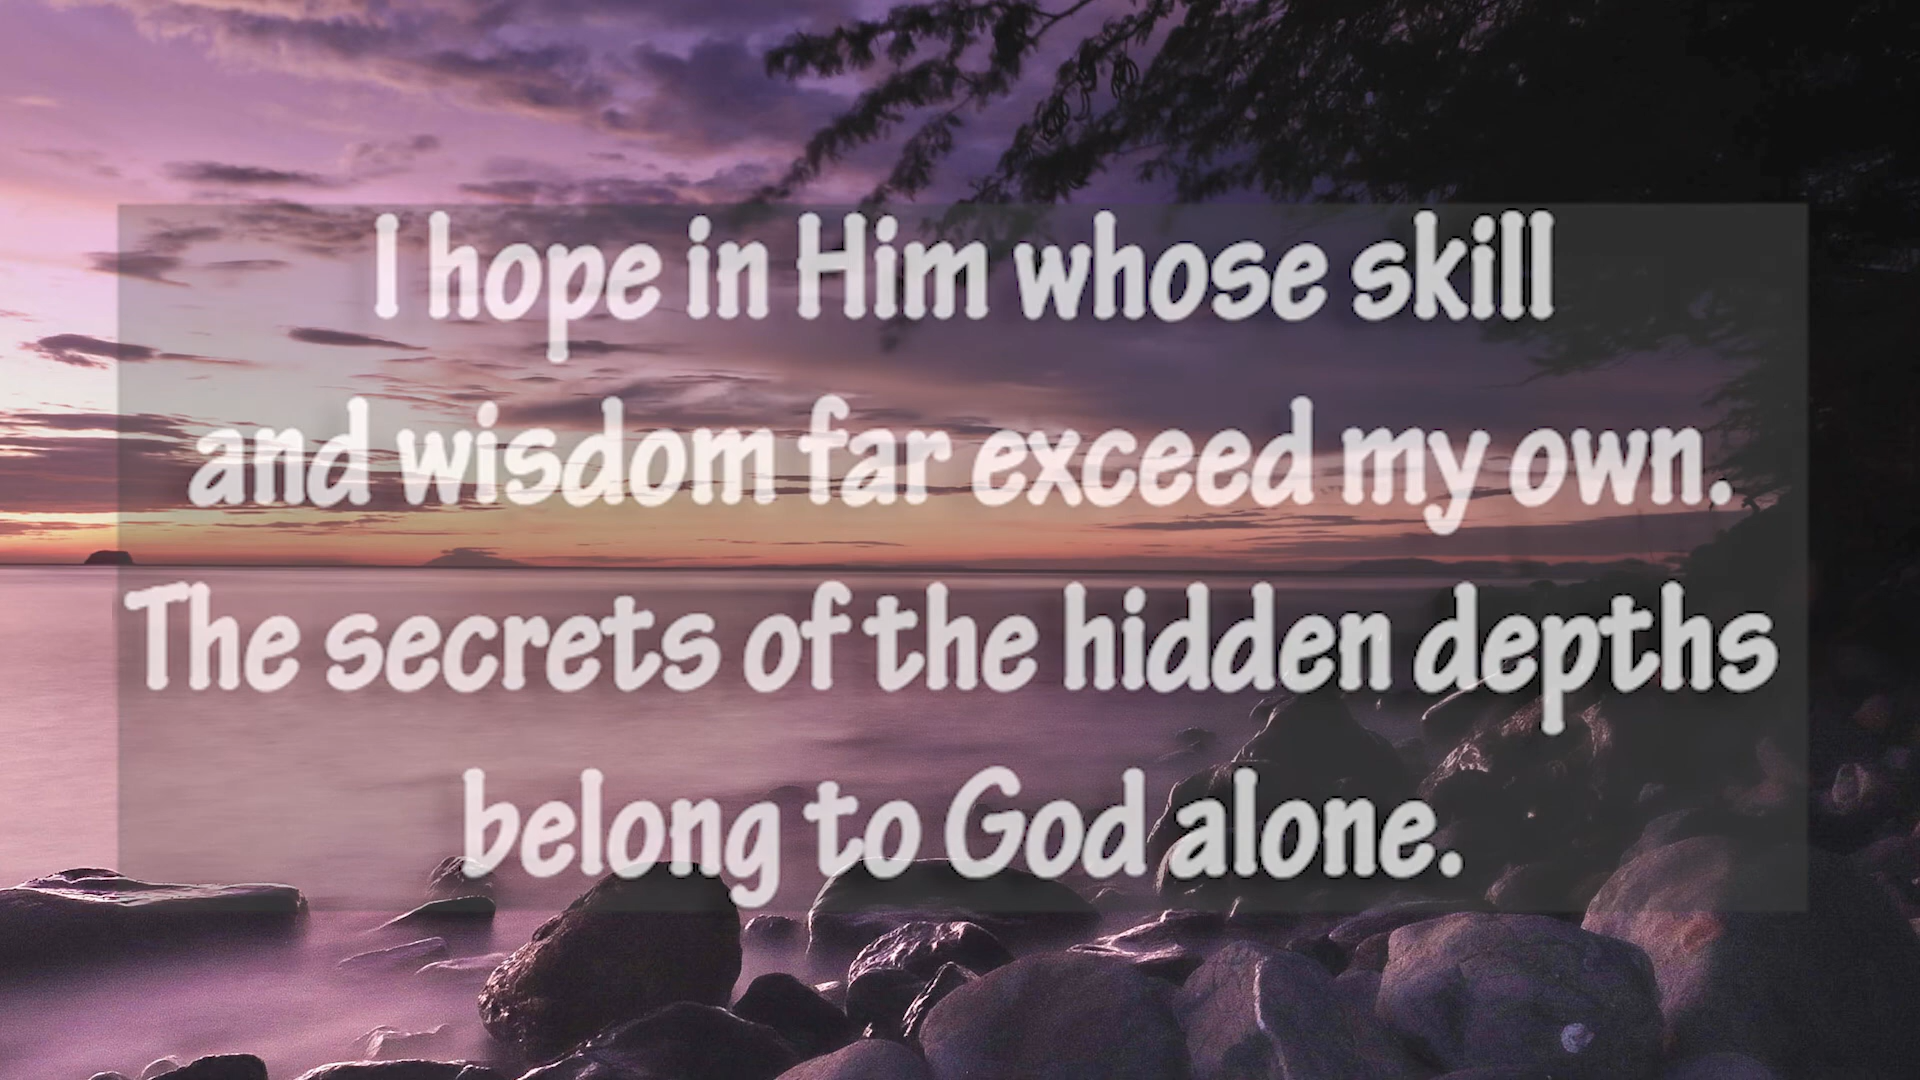 I hope in Him whose skill
and wisdom far exceed my own.
The secrets of the hidden depths
belong to God alone.